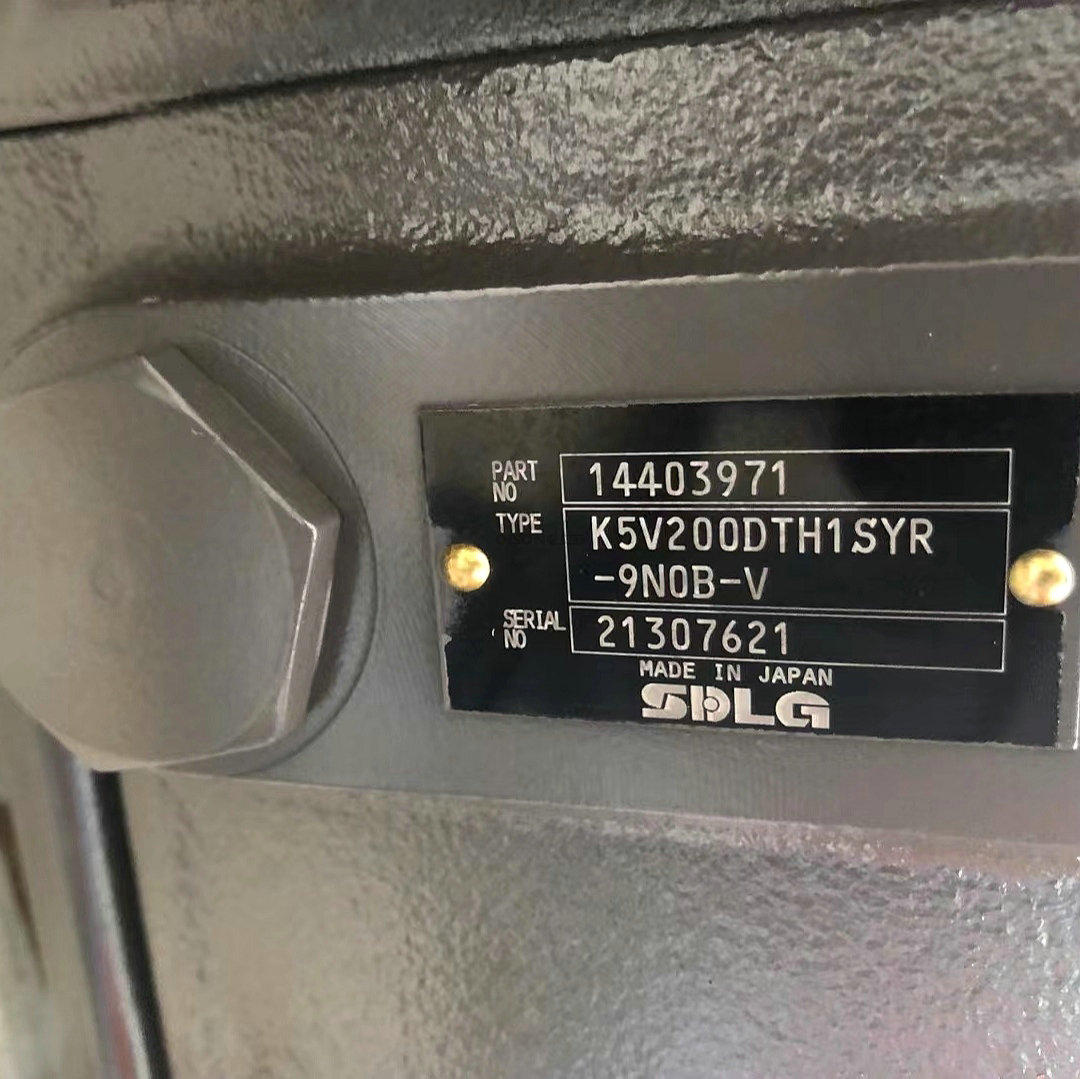 PART NO 14403971
TYPE K5V200DTH1SYR
-9N0B-V
SERIAL NO 21307621
MADE IN JAPAN
SDLG